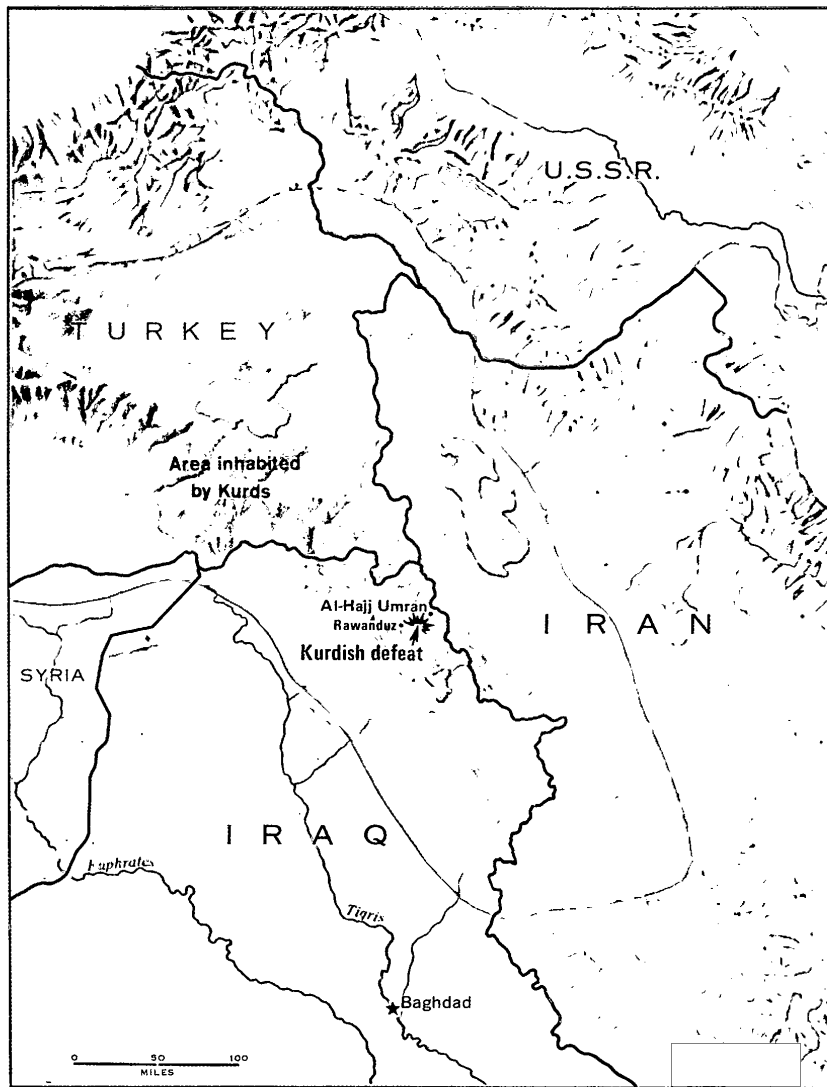 U.S.S.R.
TURKEY
Area inhabited
by Kurds
Al-Hajj Umran
Rawanduz
Kurdish defeat
IRAN
SYRIA
IRAQ
Euphrates
Tigris
Baghdad
0 50 100
MILES